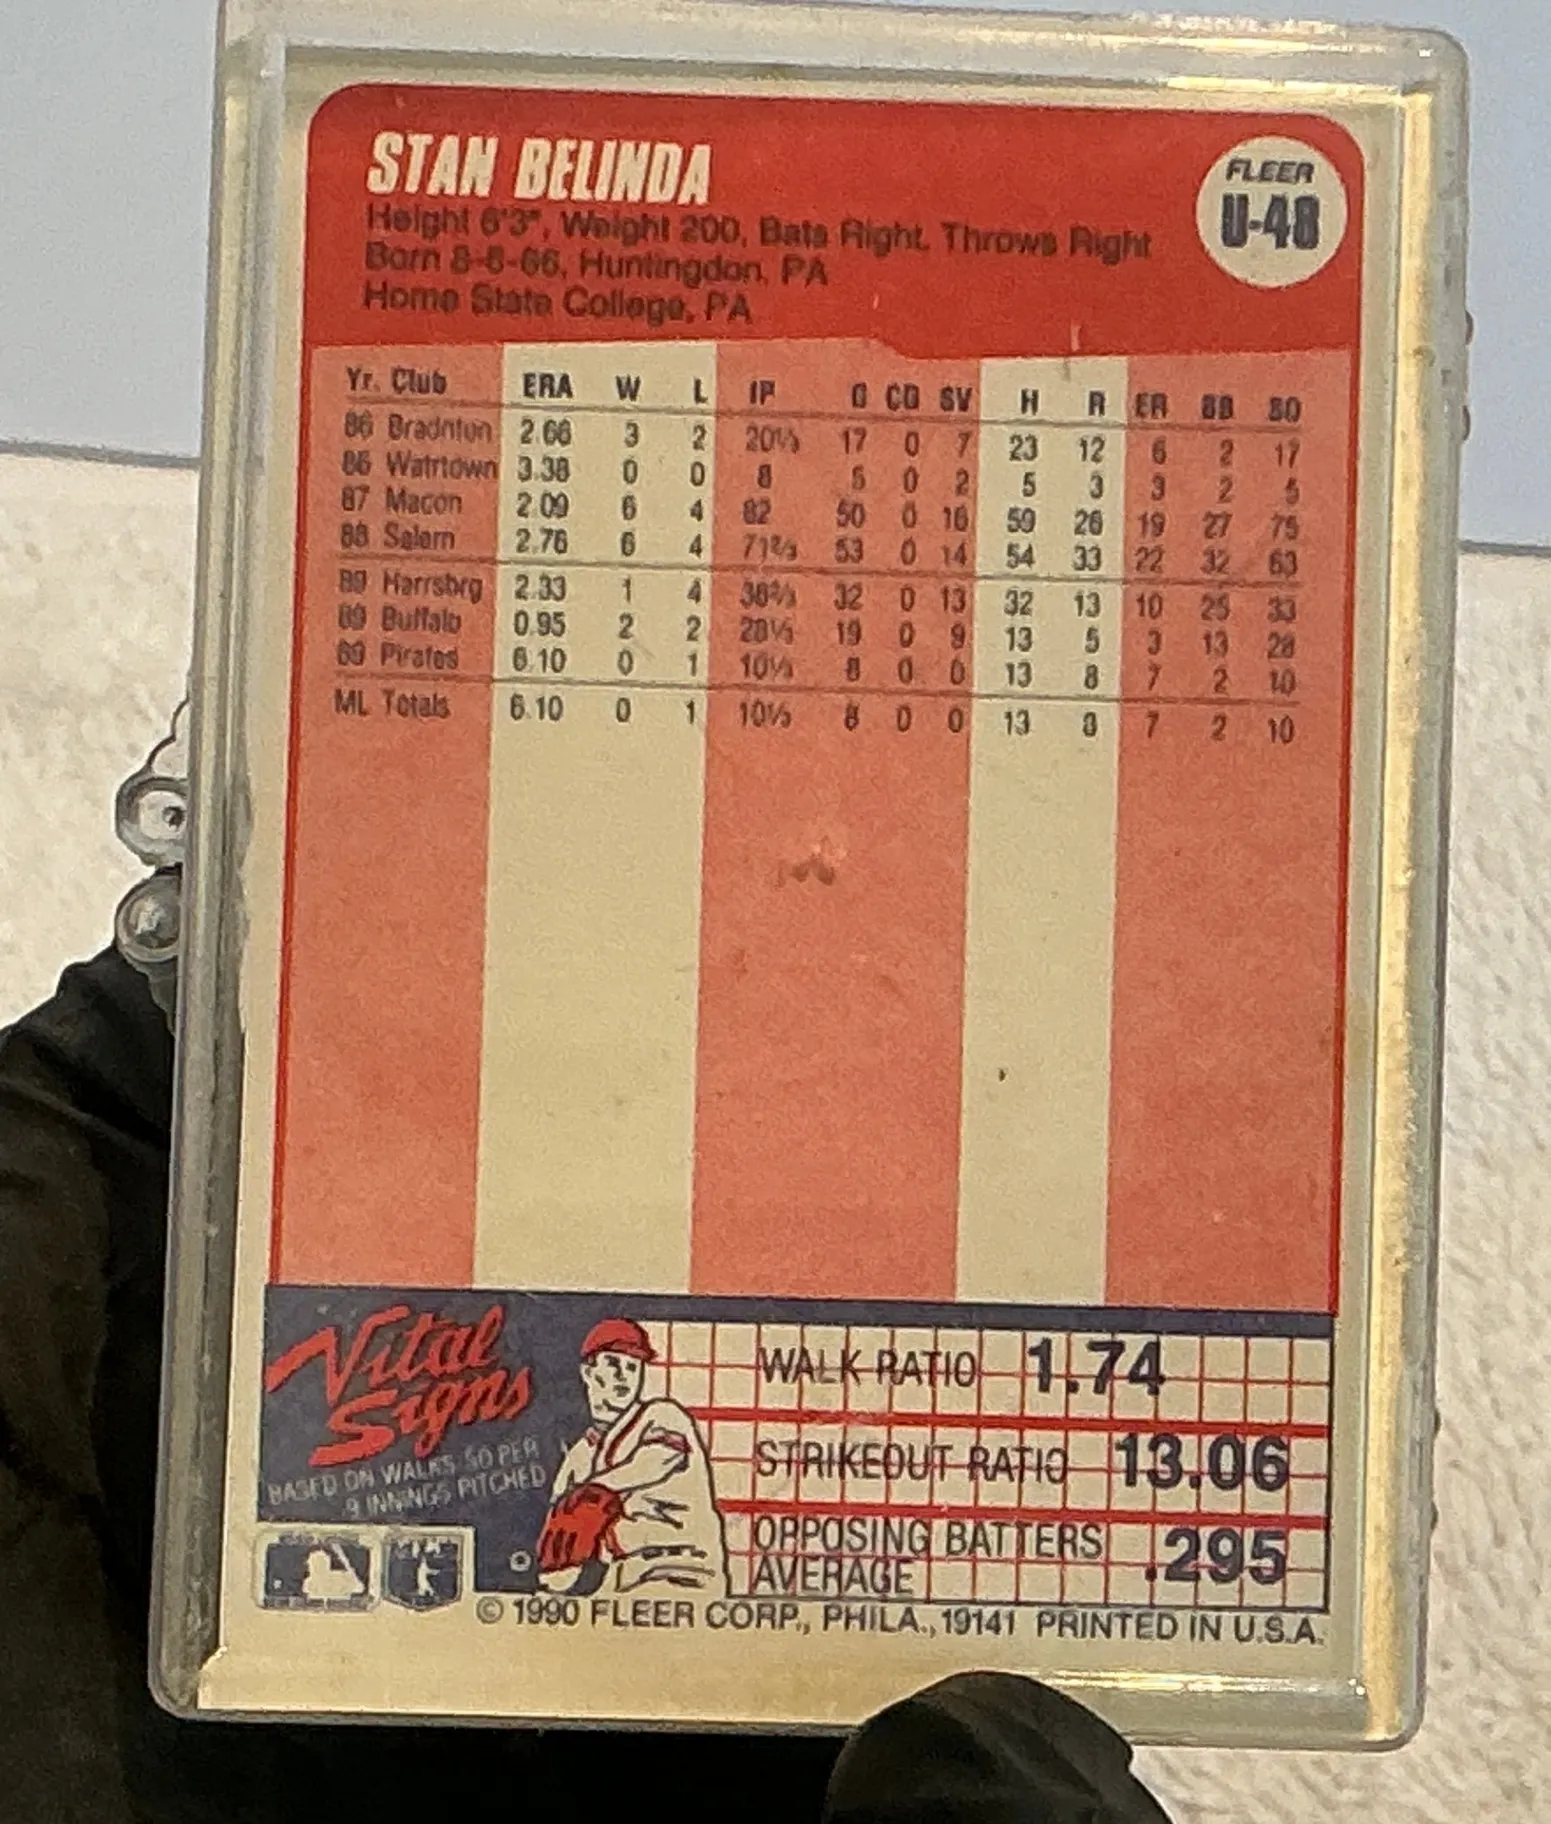 STAN BELINDA
FLEER
U-48
Height 6'3", Weight 200, Bats Right, Throws Right
Born 8-6-66, Huntingdon, PA
Home State College, PA
Yr. Club ERA W L IP G CG SV H R ER BB SO
86 Bradnton 2.66 3 2 20⅓ 17 0 7 23 12 6 2 17
86 Watrtown 3.38 0 0 8 5 0 2 5 3 3 2 5
87 Macon 2.09 6 4 82 50 0 16 59 26 19 27 75
88 Salem 2.76 6 4 71⅔ 53 0 14 54 33 22 32 63
89 Harrsbrg 2.33 1 4 38⅔ 32 0 13 32 13 10 25 33
89 Buffalo 0.95 2 2 28⅓ 19 0 9 13 5 3 13 28
89 Pirates 6.10 0 1 10⅓ 8 0 0 13 8 7 2 10
ML Totals 6.10 0 1 10⅓ 8 0 0 13 8 7 2 10
Vital
Signs
BASED ON WALKS SO PER
9 INNINGS PITCHED
WALK RATIO 1.74
STRIKEOUT RATIO 13.06
OPPOSING BATTERS
AVERAGE .295
© 1990 FLEER CORP., PHILA., 19141 PRINTED IN U.S.A.